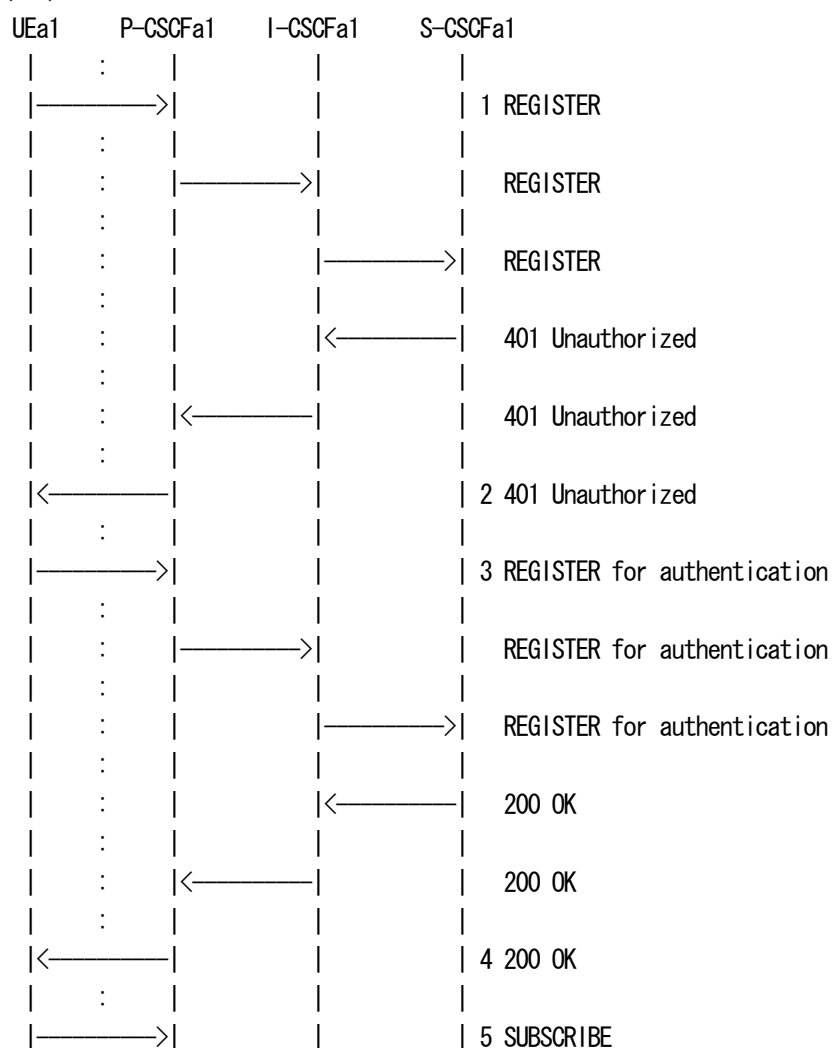 UEa1 P-CSCFa1 I-CSCFa1 S-CSCFa1
1 REGISTER
REGISTER
REGISTER
401 Unauthorized
401 Unauthorized
2 401 Unauthorized
3 REGISTER for authentication
REGISTER for authentication
REGISTER for authentication
200 OK
200 OK
4 200 OK
5 SUBSCRIBE